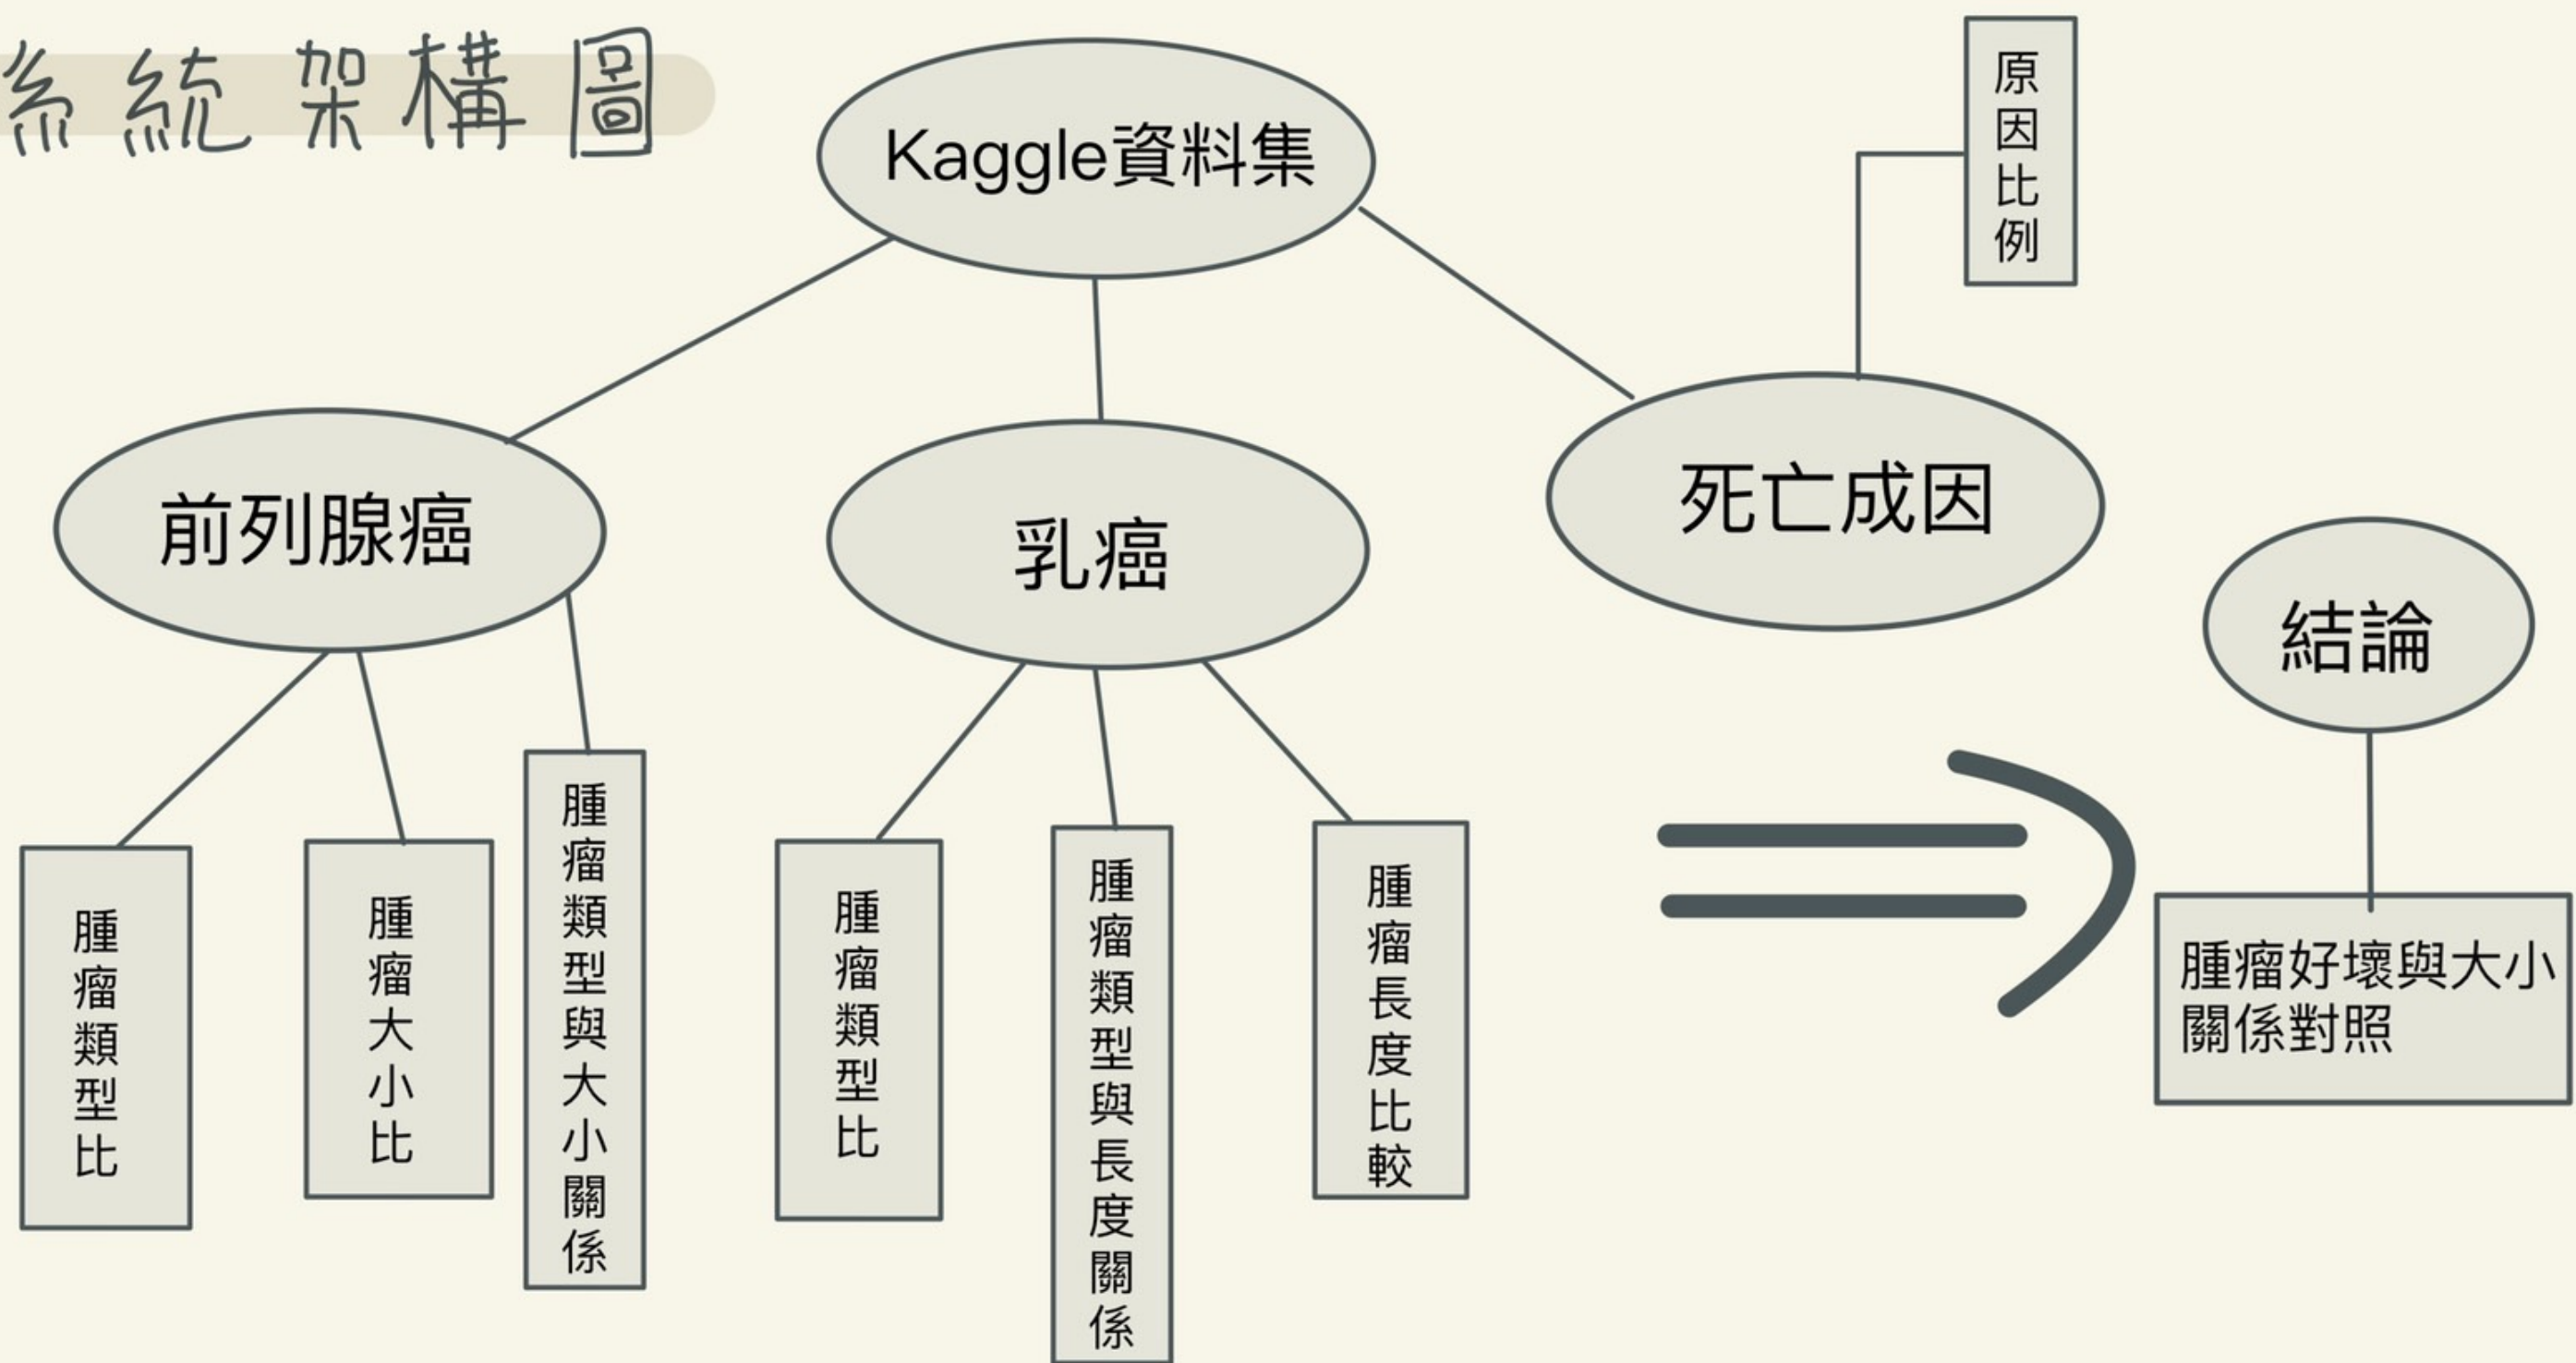 系統架構圖
Kaggle資料集
原因比例
前列腺癌
乳癌
死亡成因
結論
腫瘤類型比
腫瘤大小比
腫瘤類型與大小關係
腫瘤類型比
腫瘤類型與長度關係
腫瘤長度比較
腫瘤好壞與大小
關係對照